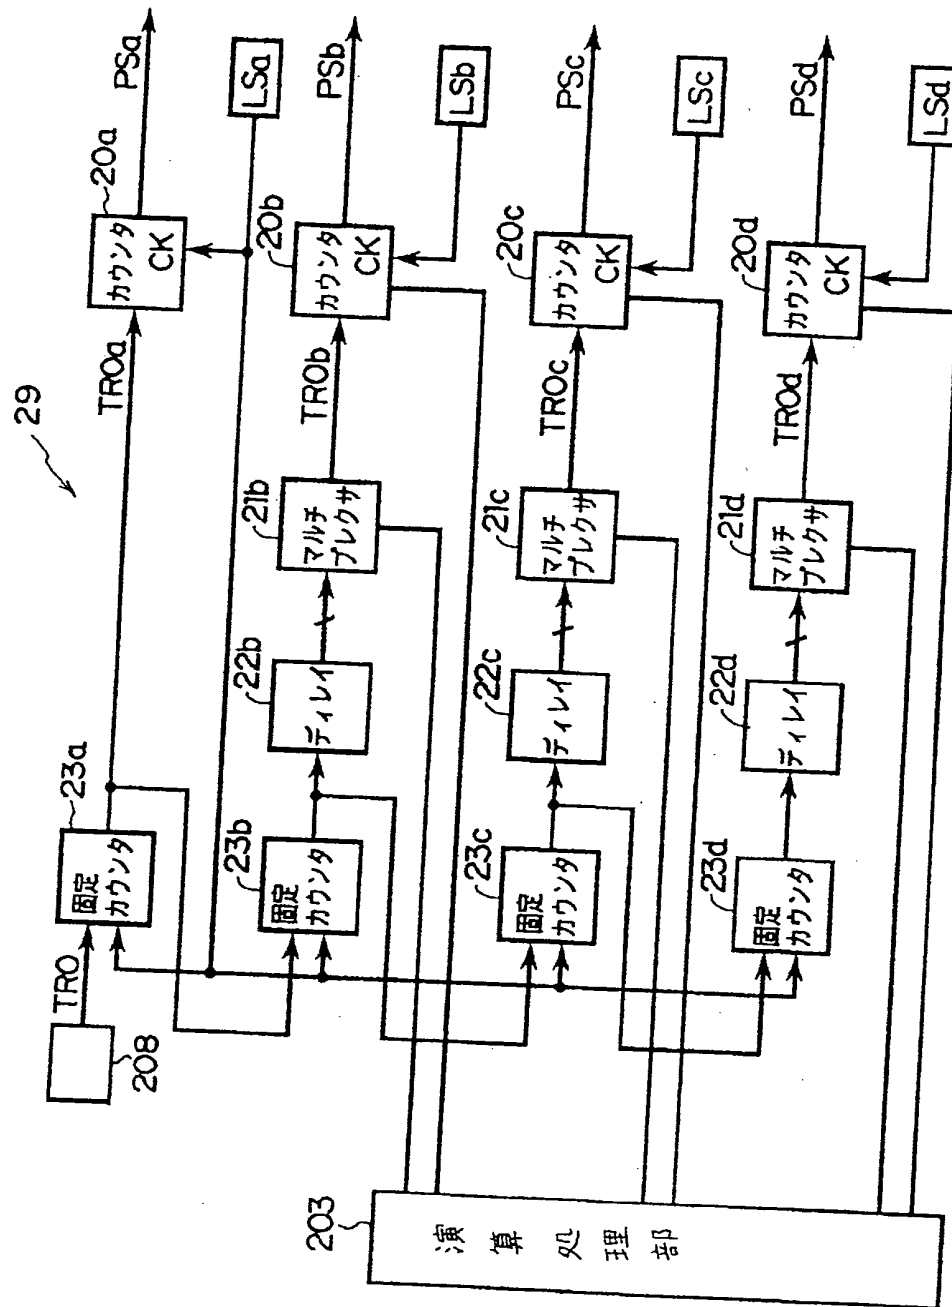 29
208
TRO
固定
カウンタ
23a
TROa
カウンタ
CK
20a
PSa
LSa
固定
カウンタ
23b
ディレイ
22b
マルチ
プレクサ
21b
TROb
カウンタ
CK
20b
PSb
LSb
固定
カウンタ
23c
ディレイ
22c
マルチ
プレクサ
21c
TROc
カウンタ
CK
20c
PSc
LSc
固定
カウンタ
23d
ディレイ
22d
マルチ
プレクサ
21d
TROd
カウンタ
CK
20d
PSd
LSd
203
演算処理部